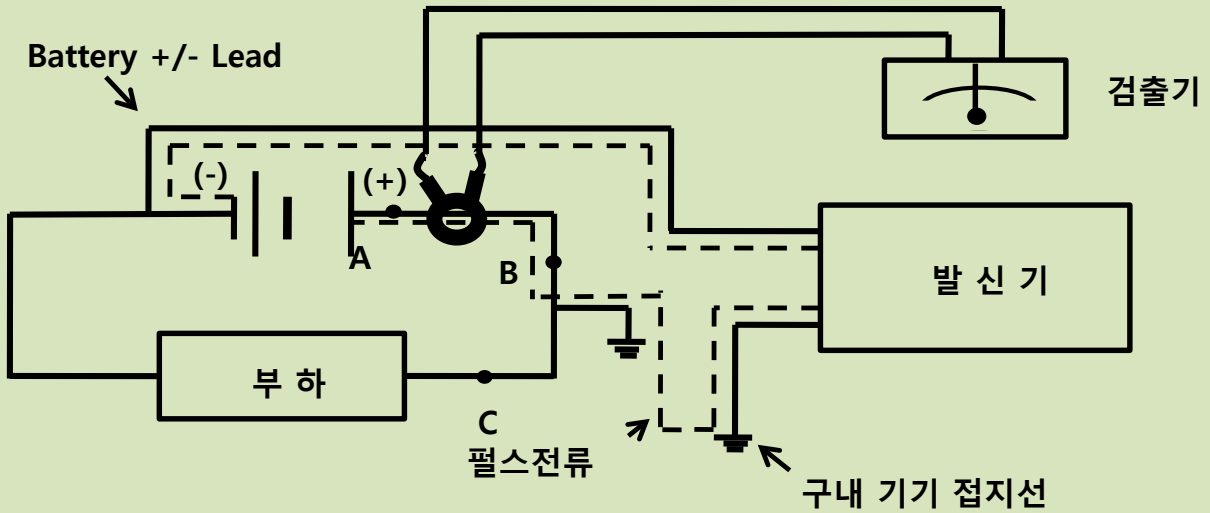 Battery +/- Lead
검출기
(-)
(+)
A
B
발 신 기
부 하
C
펄스전류
구내 기기 접지선